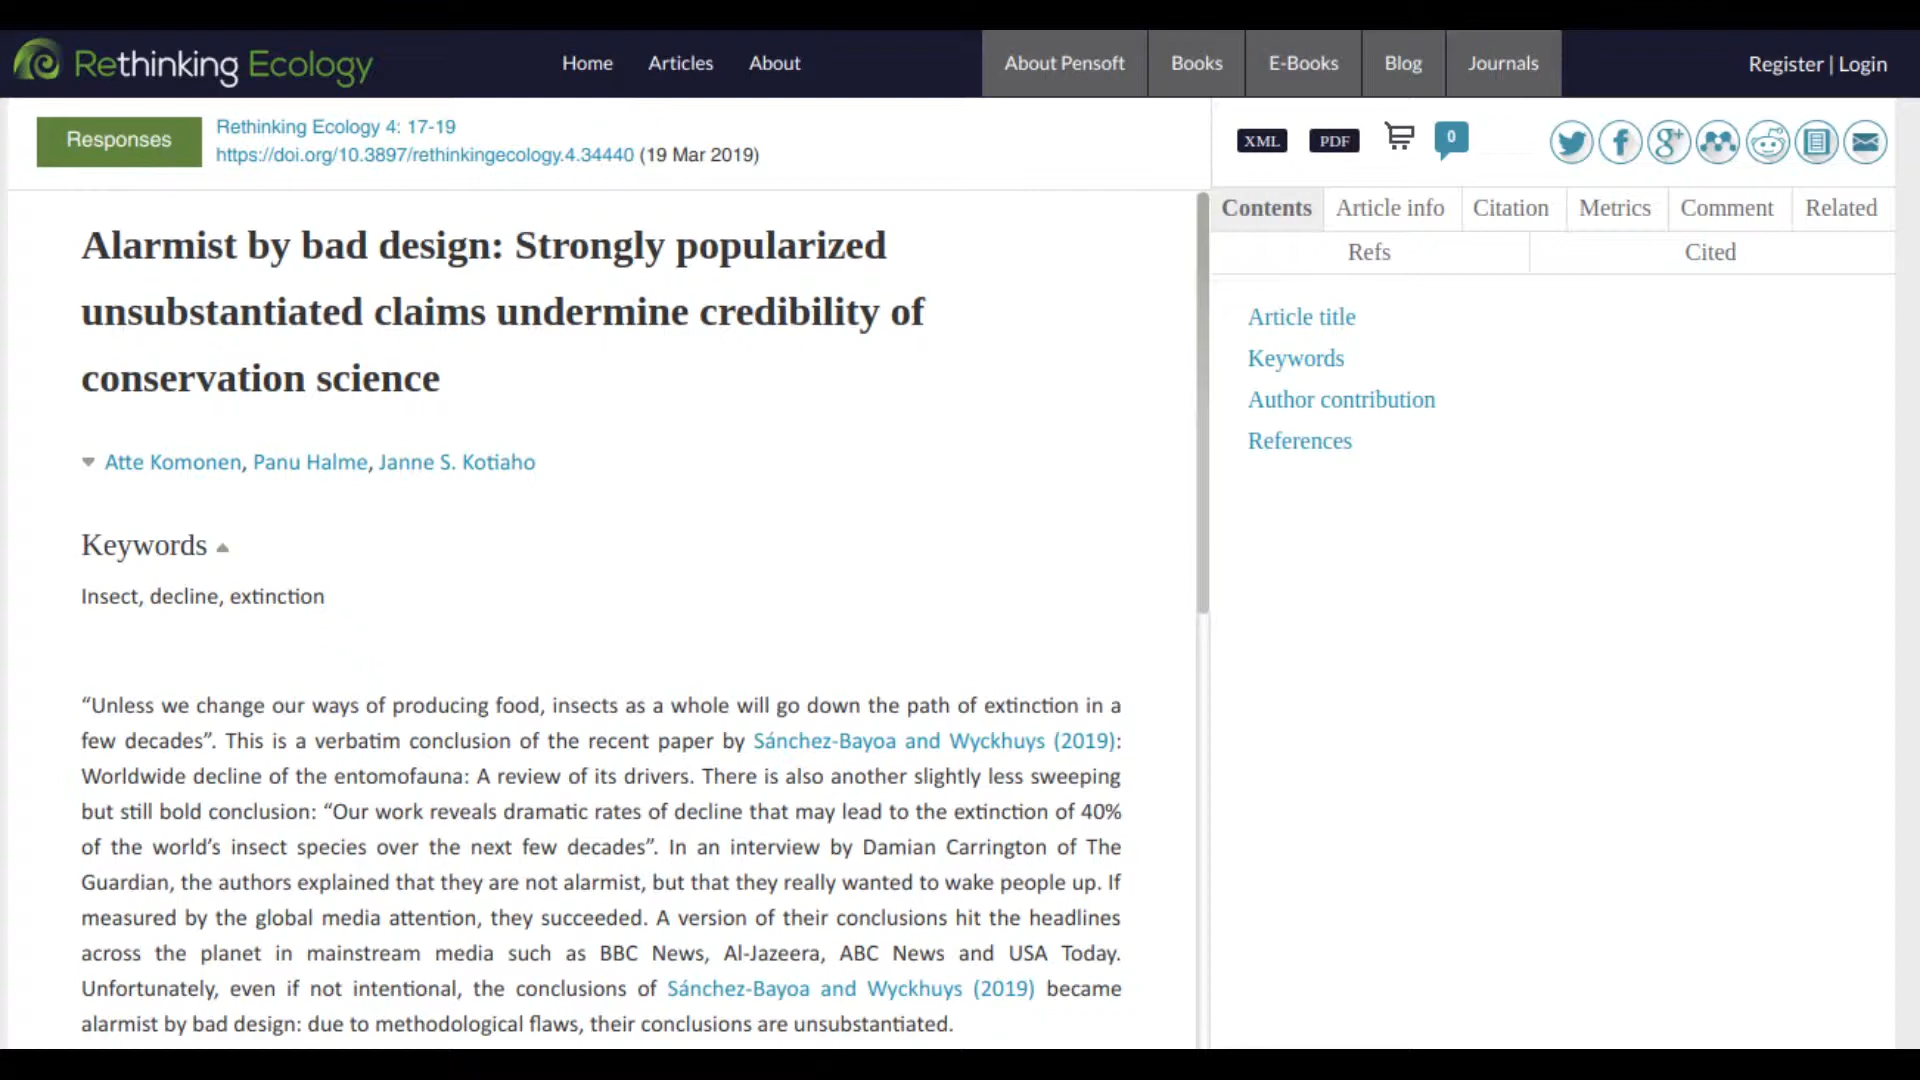 Rethinking Ecology
Home Articles About
About Pensoft Books E-Books Blog Journals
Register | Login
Responses
Rethinking Ecology 4: 17-19
https://doi.org/10.3897/rethinkingecology.4.34440 (19 Mar 2019)
XML PDF 0
Contents Article info Citation Metrics Comment Related
Refs Cited
Article title
Keywords
Author contribution
References
Alarmist by bad design: Strongly popularized
unsubstantiated claims undermine credibility of
conservation science
Atte Komonen, Panu Halme, Janne S. Kotiaho
Keywords
Insect, decline, extinction
“Unless we change our ways of producing food, insects as a whole will go down the path of extinction in a
few decades”. This is a verbatim conclusion of the recent paper by Sánchez-Bayoa and Wyckhuys (2019):
Worldwide decline of the entomofauna: A review of its drivers. There is also another slightly less sweeping
but still bold conclusion: “Our work reveals dramatic rates of decline that may lead to the extinction of 40%
of the world’s insect species over the next few decades”. In an interview by Damian Carrington of The
Guardian, the authors explained that they are not alarmist, but that they really wanted to wake people up. If
measured by the global media attention, they succeeded. A version of their conclusions hit the headlines
across the planet in mainstream media such as BBC News, Al-Jazeera, ABC News and USA Today.
Unfortunately, even if not intentional, the conclusions of Sánchez-Bayoa and Wyckhuys (2019) became
alarmist by bad design: due to methodological flaws, their conclusions are unsubstantiated.